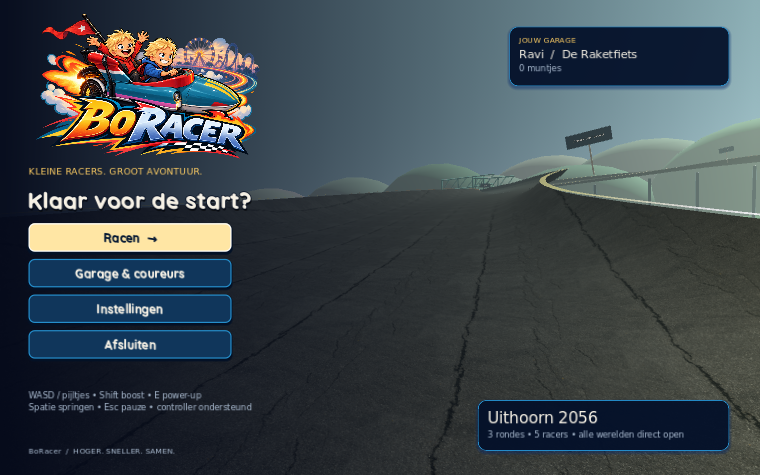 BORACER
KLEINE RACERS. GROOT AVONTUUR.
Klaar voor de start?
Racen →
Garage & coureurs
Instellingen
Afsluiten
WASD / pijltjes • Shift boost • E power-up
Spatie springen • Esc pauze • controller ondersteund
BoRacer / HOGER. SNELLER. SAMEN.
JOUW GARAGE
Ravi / De Raketfiets
0 muntjes
Uithoorn 2056
3 rondes • 5 racers • alle werelden direct open